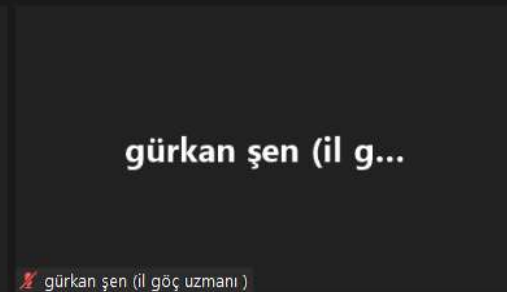 gürkan şen (il g...
gürkan şen (il göç uzmanı )